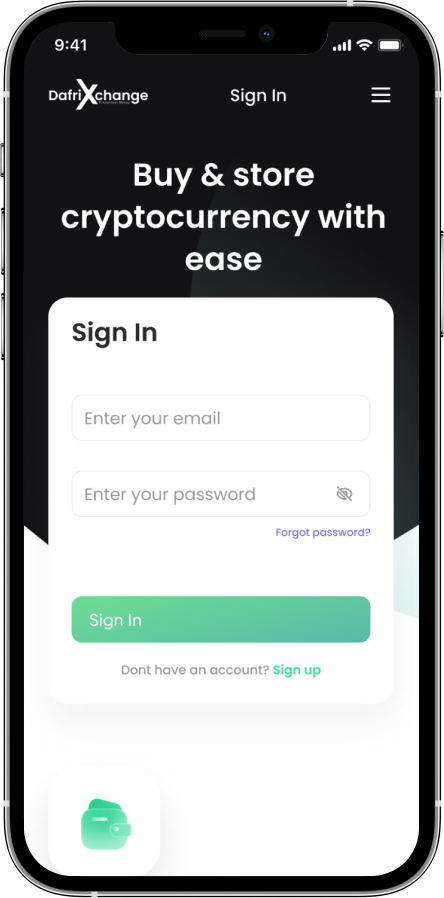 9:41
DafriXchange
Sign In
Buy & store
cryptocurrency with
ease
Sign In
Enter your email
Enter your password
Forgot password?
Sign In
Dont have an account? Sign up